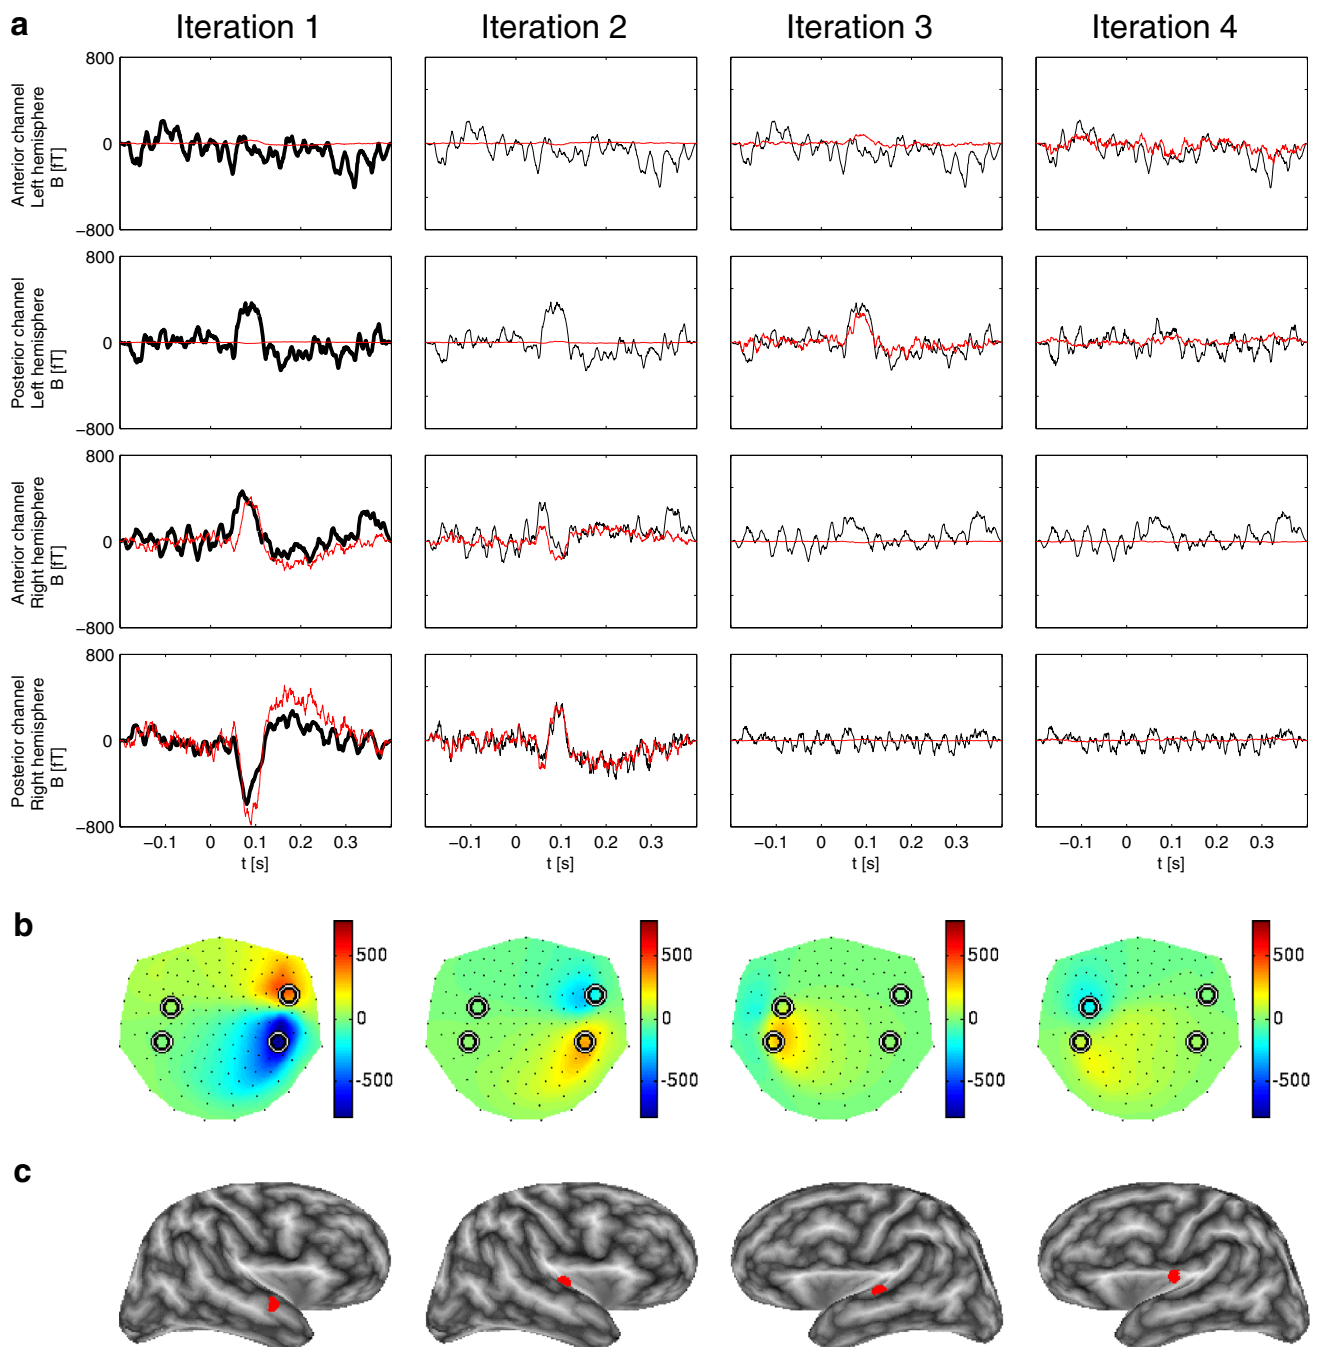 a
Iteration 1 Iteration 2 Iteration 3 Iteration 4
Anterior channel
Left hemisphere
B [fT]
800
0
−800
Posterior channel
Left hemisphere
B [fT]
800
0
−800
Anterior channel
Right hemisphere
B [fT]
800
0
−800
Posterior channel
Right hemisphere
B [fT]
800
0
−800
−0.1 0 0.1 0.2 0.3 −0.1 0 0.1 0.2 0.3 −0.1 0 0.1 0.2 0.3 −0.1 0 0.1 0.2 0.3
t [s] t [s] t [s] t [s]
b
500 500 500 500
0 0 0 0
-500 -500 -500 -500
c